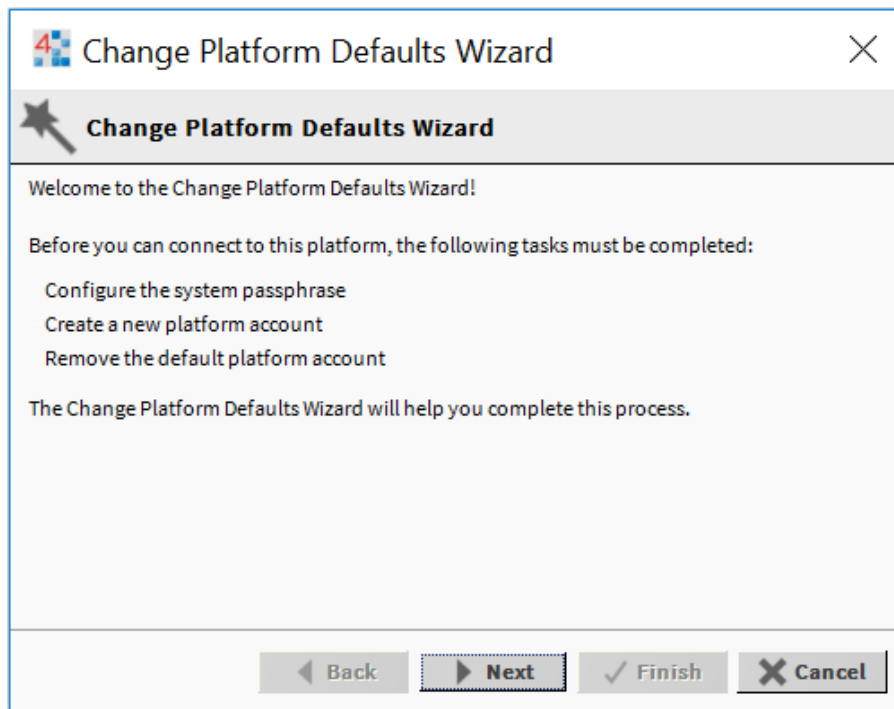 4 Change Platform Defaults Wizard
Change Platform Defaults Wizard
Welcome to the Change Platform Defaults Wizard!
Before you can connect to this platform, the following tasks must be completed:
Configure the system passphrase
Create a new platform account
Remove the default platform account
The Change Platform Defaults Wizard will help you complete this process.
Back Next Finish Cancel